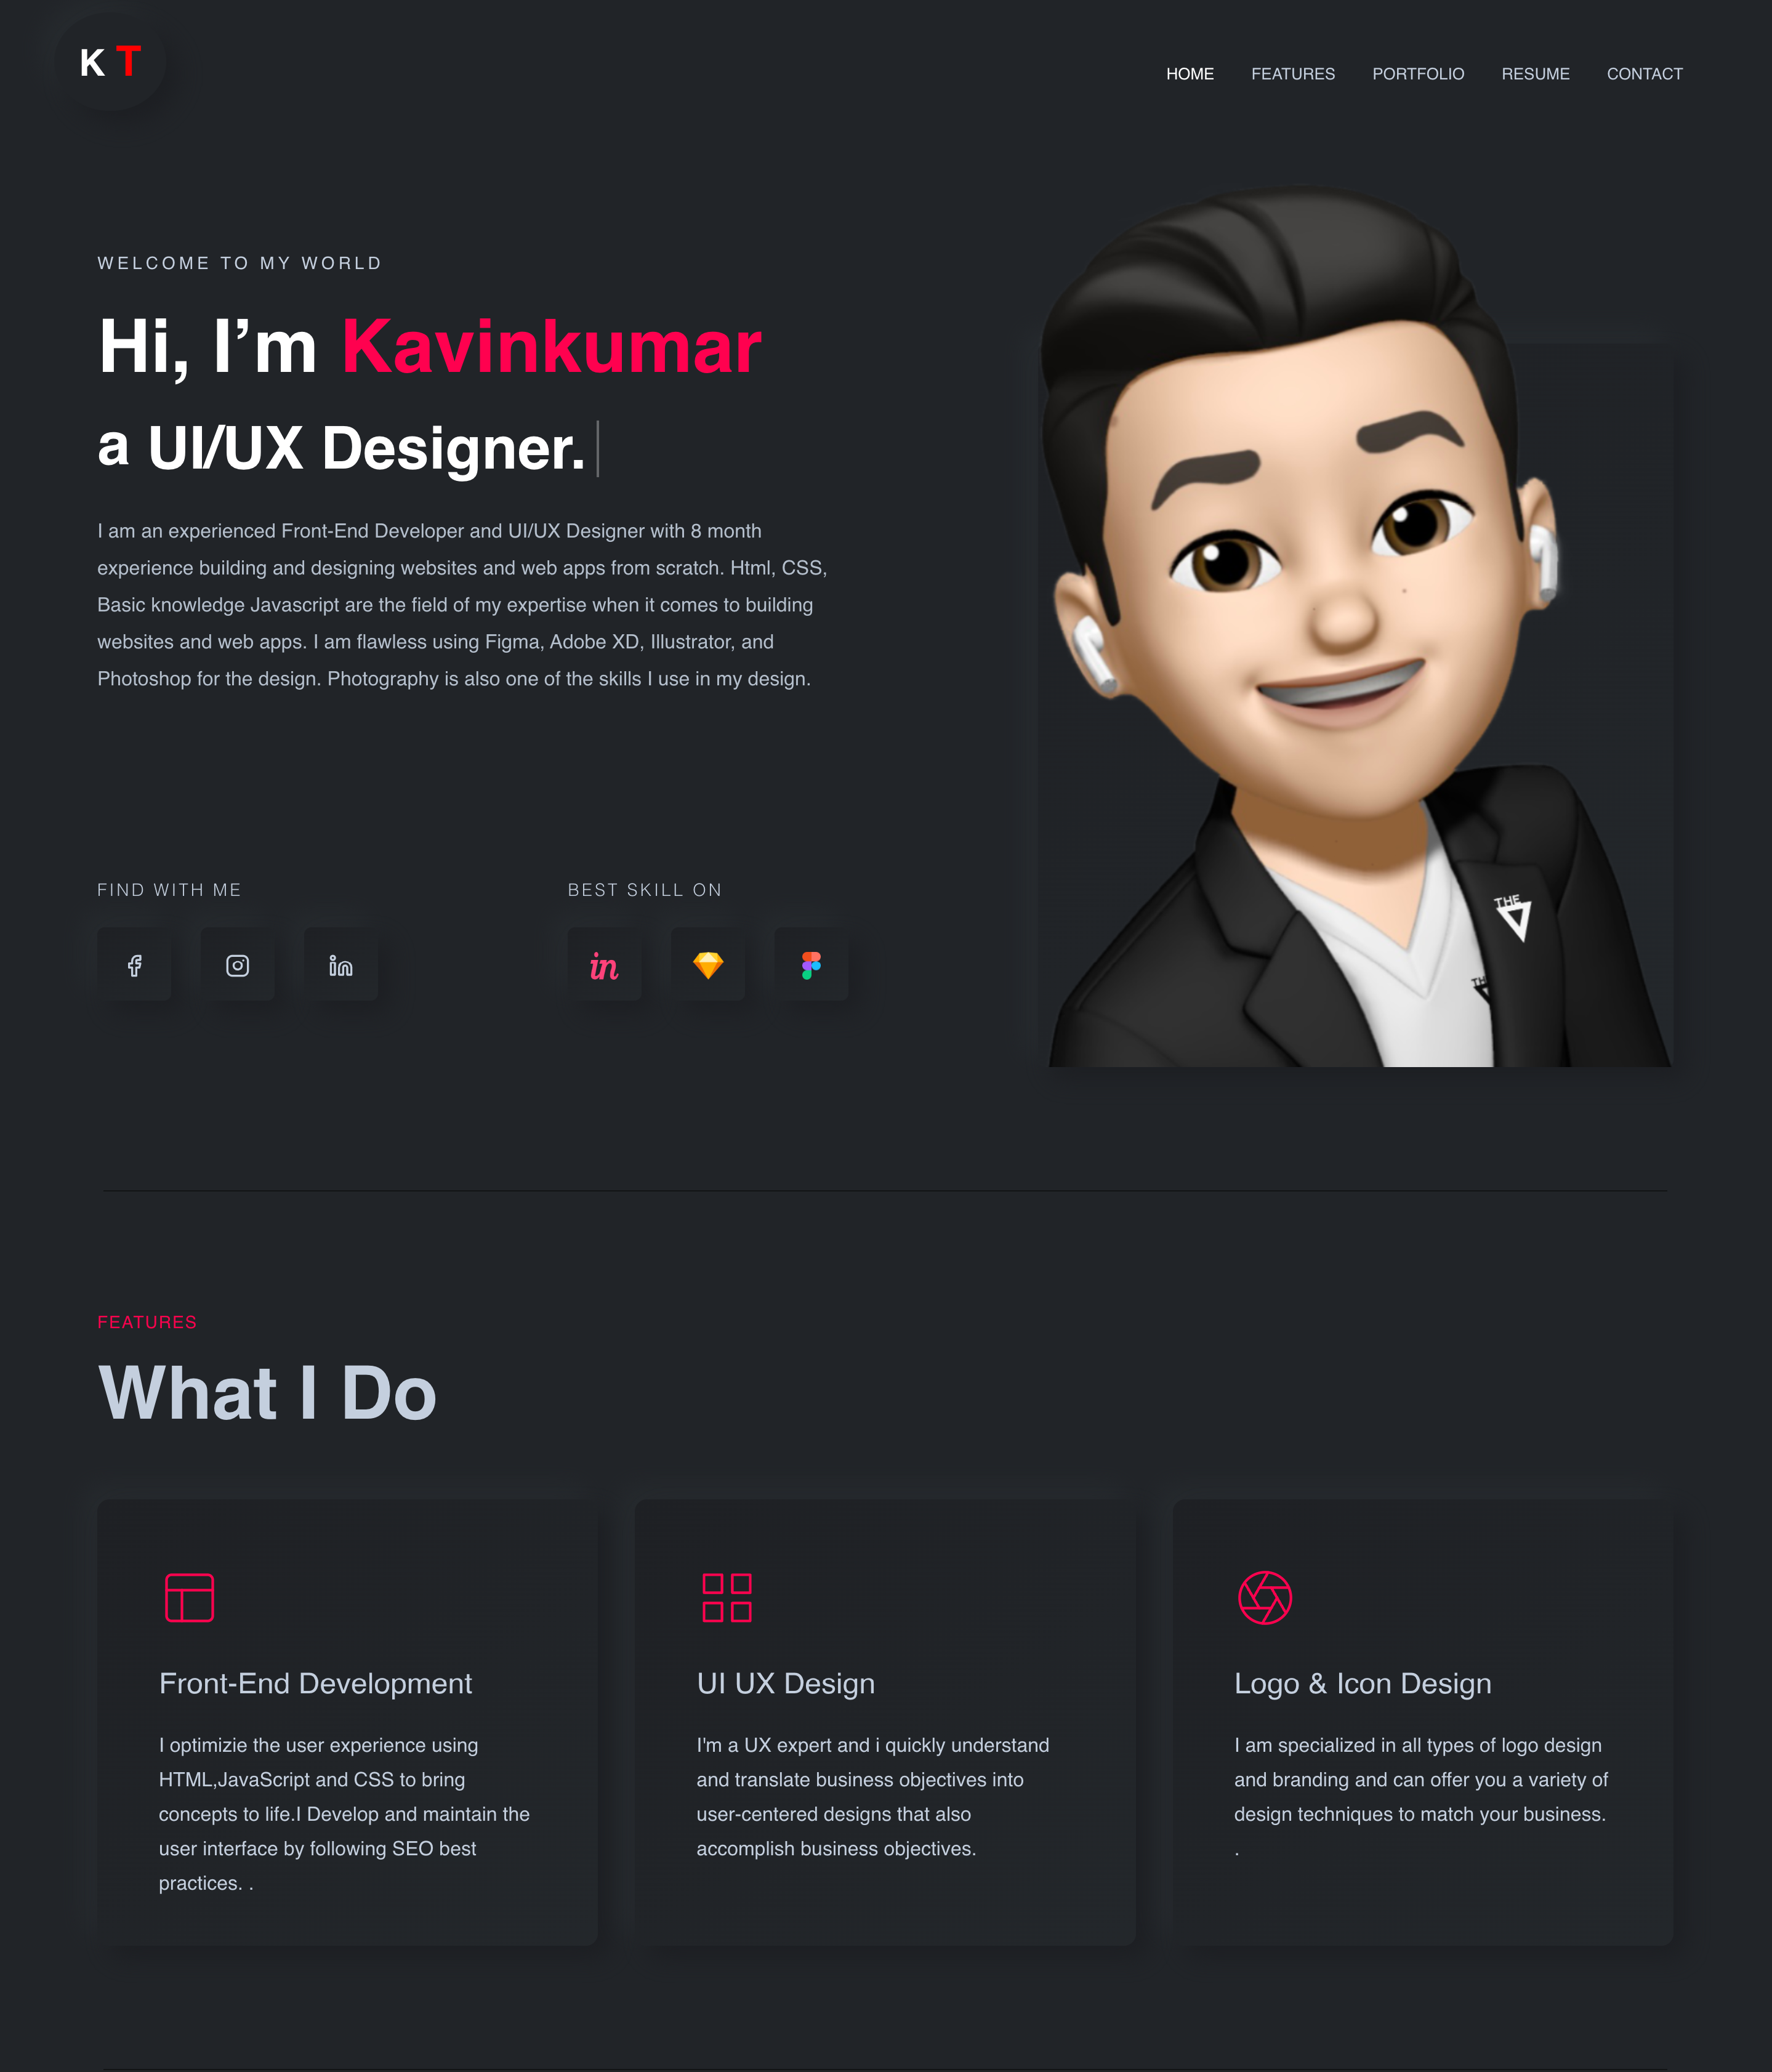 K T
HOME FEATURES PORTFOLIO RESUME CONTACT
WELCOME TO MY WORLD
Hi, I’m Kavinkumar
a UI/UX Designer.
I am an experienced Front-End Developer and UI/UX Designer with 8 month
experience building and designing websites and web apps from scratch. Html, CSS,
Basic knowledge Javascript are the field of my expertise when it comes to building
websites and web apps. I am flawless using Figma, Adobe XD, Illustrator, and
Photoshop for the design. Photography is also one of the skills I use in my design.
THE
THE
FIND WITH ME
BEST SKILL ON
in
in
FEATURES
What I Do
Front-End Development
I optimizie the user experience using
HTML,JavaScript and CSS to bring
concepts to life.I Develop and maintain the
user interface by following SEO best
practices. .
UI UX Design
I'm a UX expert and i quickly understand
and translate business objectives into
user-centered designs that also
accomplish business objectives.
Logo & Icon Design
I am specialized in all types of logo design
and branding and can offer you a variety of
design techniques to match your business.
.